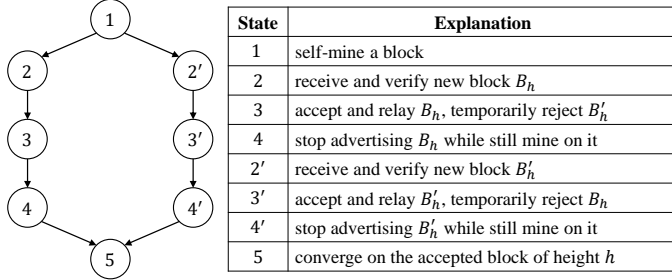 1
2
2′
3
3′
4
4′
5
State Explanation
1 self-mine a block
2 receive and verify new block B_h
3 accept and relay B_h, temporarily reject B′_h
4 stop advertising B_h while still mine on it
2′ receive and verify new block B′_h
3′ accept and relay B′_h, temporarily reject B_h
4′ stop advertising B′_h while still mine on it
5 converge on the accepted block of height h